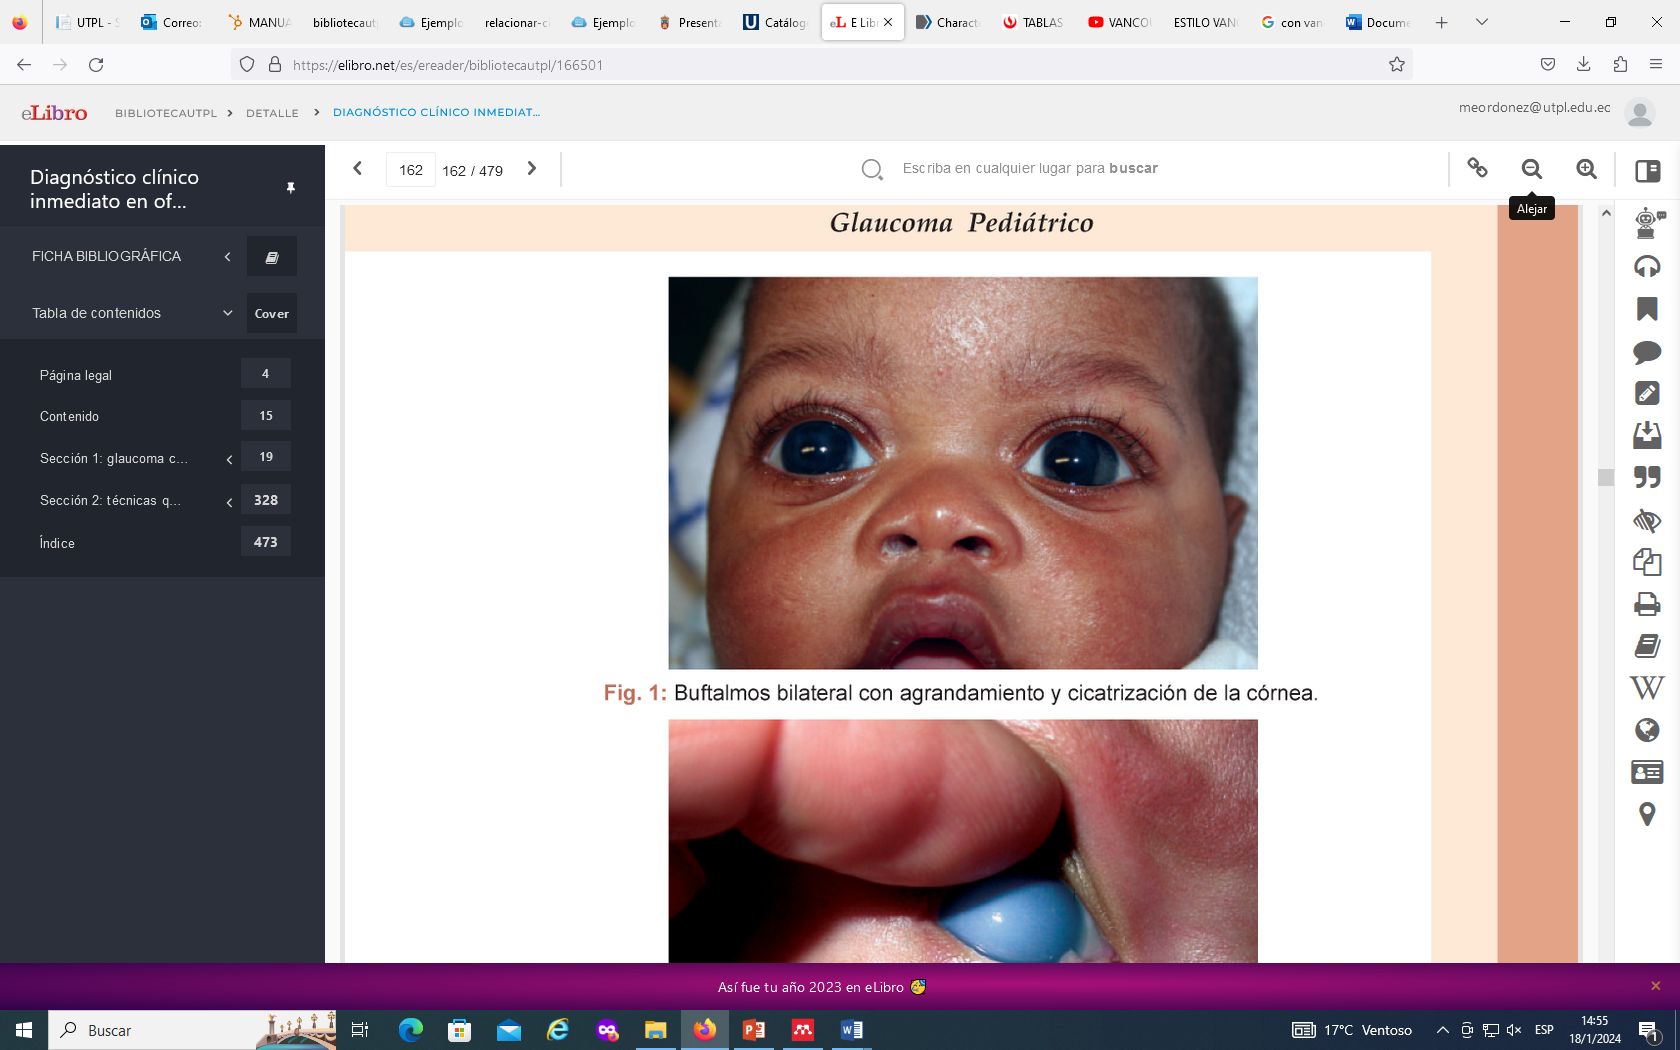 UTPL - S
Correo:
MANUA
bibliotecaut
Ejemplo
relacionar-ci
Ejemplo
Presenta
Catálog
E Libr
Charact
TABLAS
VANCO
ESTILO VAN
con van
Docume
https://elibro.net/es/ereader/bibliotecautpl/166501
eLibro
BIBLIOTECAUTPL > DETALLE > DIAGNÓSTICO CLÍNICO INMEDIAT...
meordonez@utpl.edu.ec
Diagnóstico clínico
inmediato en of...
162 162 / 479
Escriba en cualquier lugar para buscar
Alejar
FICHA BIBLIOGRÁFICA
Tabla de contenidos Cover
Página legal 4
Contenido 15
Sección 1: glaucoma c... 19
Sección 2: técnicas q... 328
Índice 473
Glaucoma Pediátrico
Fig. 1: Buftalmos bilateral con agrandamiento y cicatrización de la córnea.
W
Así fue tu año 2023 en eLibro
Buscar
17°C Ventoso
ESP
14:55
18/1/2024
1